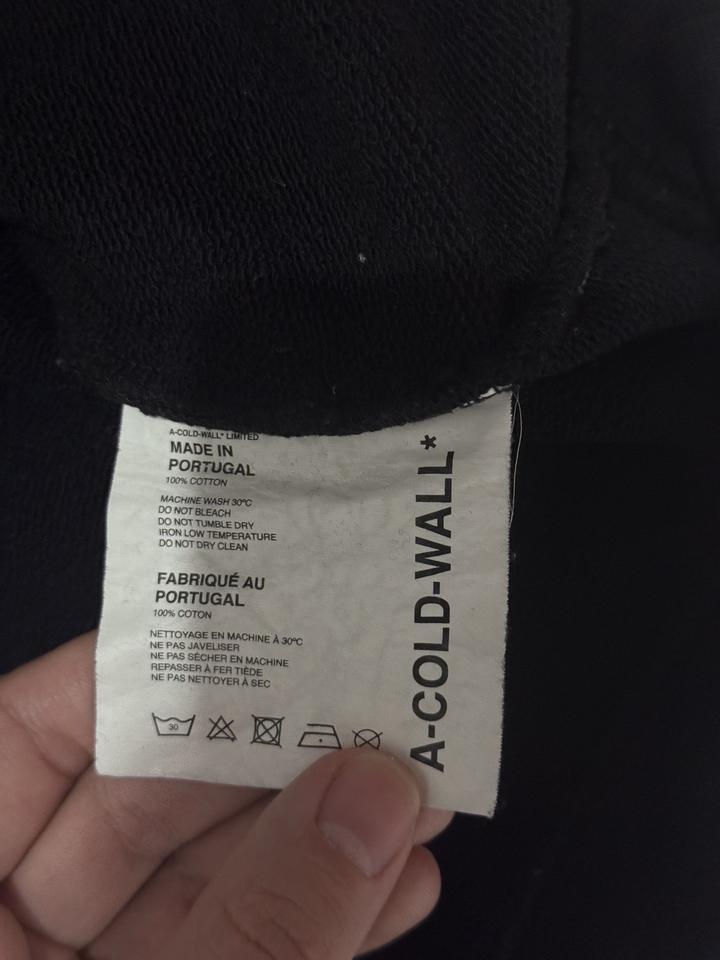 A-COLD-WALL* LIMITED
MADE IN
PORTUGAL
100% COTTON
MACHINE WASH 30ºC
DO NOT BLEACH
DO NOT TUMBLE DRY
IRON LOW TEMPERATURE
DO NOT DRY CLEAN
FABRIQUÉ AU
PORTUGAL
100% COTON
NETTOYAGE EN MACHINE À 30ºC
NE PAS JAVELISER
NE PAS SÉCHER EN MACHINE
REPASSER À FER TIÈDE
NE PAS NETTOYER À SEC
30
A-COLD-WALL*